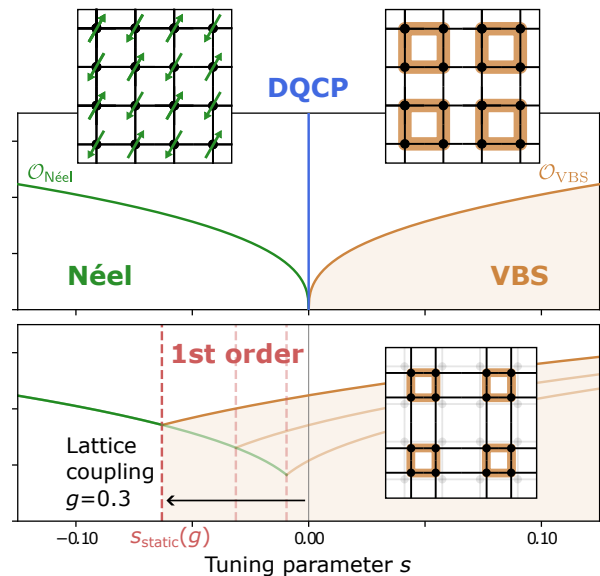 DQCP
𝒪Néel
𝒪VBS
Néel
VBS
1st order
Lattice
coupling
g=0.3
sstatic(g)
−0.10
0.00
0.10
Tuning parameter s